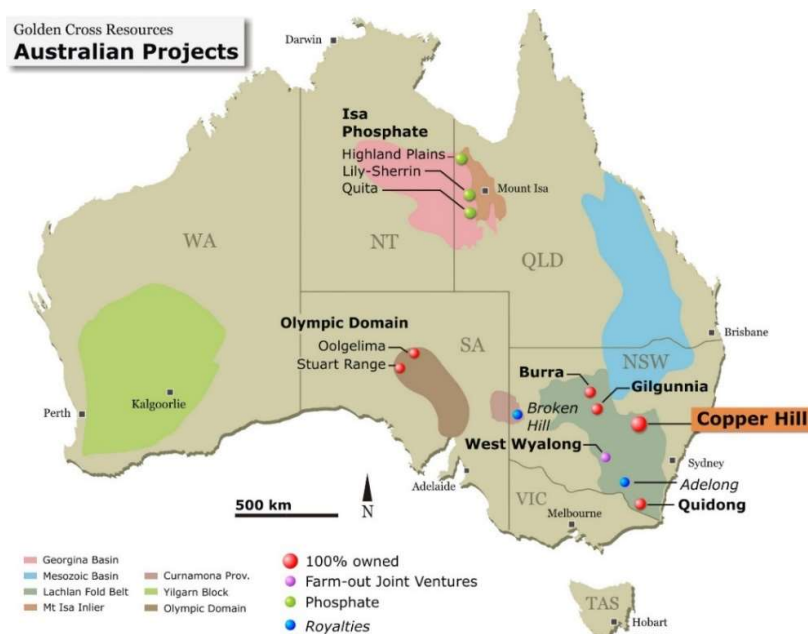 Golden Cross Resources
Australian Projects
Darwin
Isa
Phosphate
Highland Plains
Lily-Sherrin
Quita
Mount Isa
WA
NT
QLD
Olympic Domain
Oolgelima
Stuart Range
SA
Brisbane
NSW
Burra
Gilgunnia
Perth
Kalgoorlie
Broken
Hill
Copper Hill
West Wyalong
Sydney
Adelaide
Adelong
500 km
N
VIC
Quidong
Melbourne
Georgina Basin
Mesozoic Basin
Lachlan Fold Belt
Mt Isa Inlier
Curnamona Prov.
Yilgarn Block
Olympic Domain
100% owned
Farm-out Joint Ventures
Phosphate
Royalties
TAS
Hobart